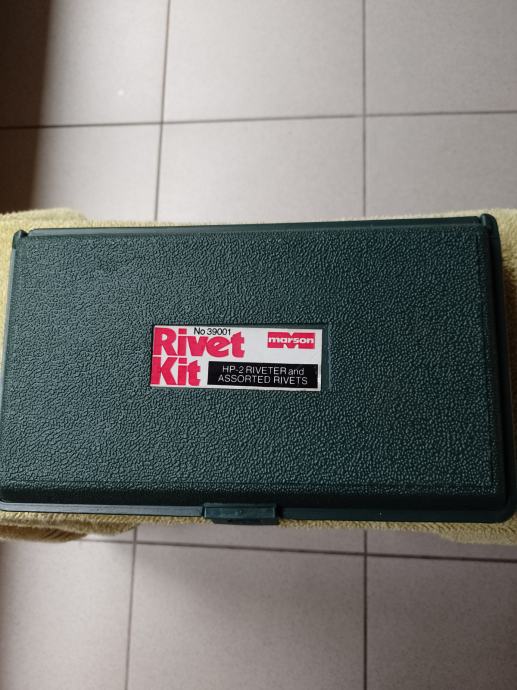 No 39001
Rivet
Kit
marson
HP-2 RIVETER and
ASSORTED RIVETS